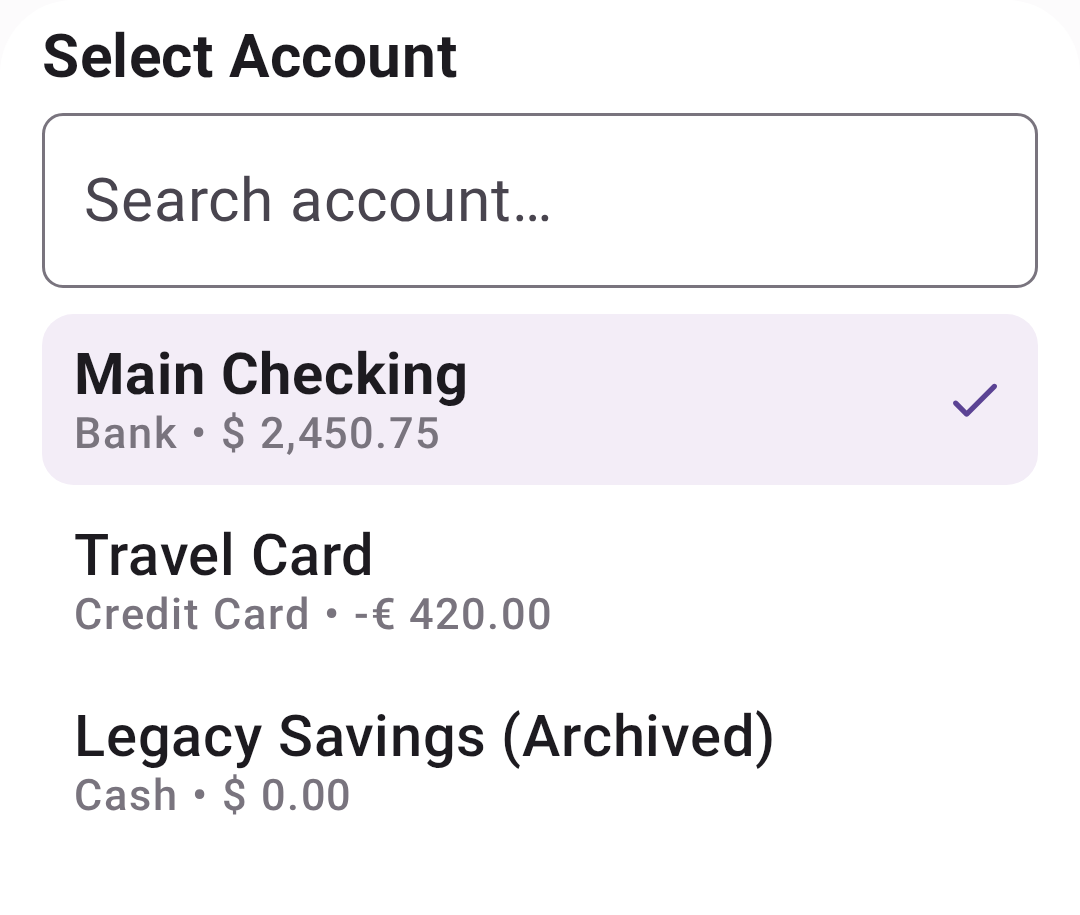 Select Account
Search account…
Main Checking
Bank • $ 2,450.75
Travel Card
Credit Card • -€ 420.00
Legacy Savings (Archived)
Cash • $ 0.00